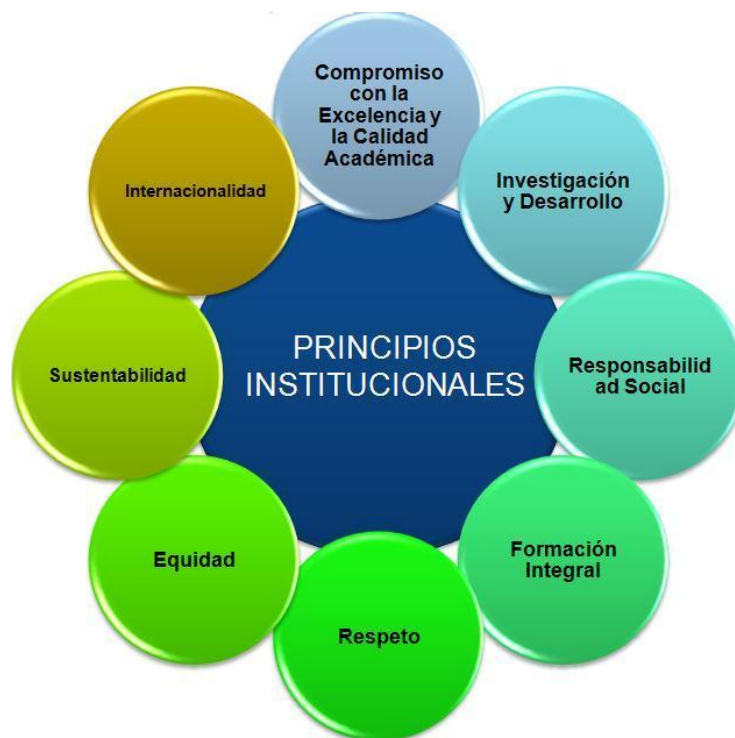 Compromiso
con la
Excelencia y
la Calidad
Académica
Investigación
y Desarrollo
Responsabilid
ad Social
Formación
Integral
Respeto
Equidad
Sustentabilidad
Internacionalidad
PRINCIPIOS
INSTITUCIONALES